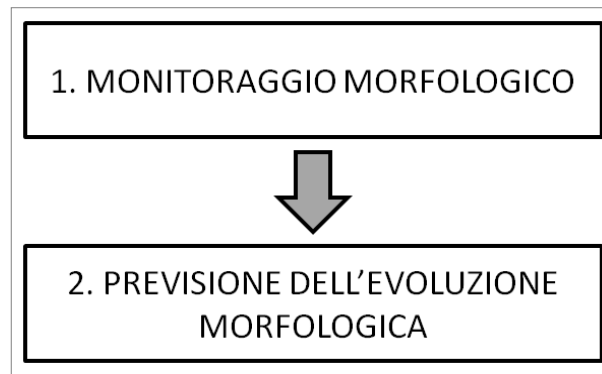 1. MONITORAGGIO MORFOLOGICO
2. PREVISIONE DELL'EVOLUZIONE
MORFOLOGICA